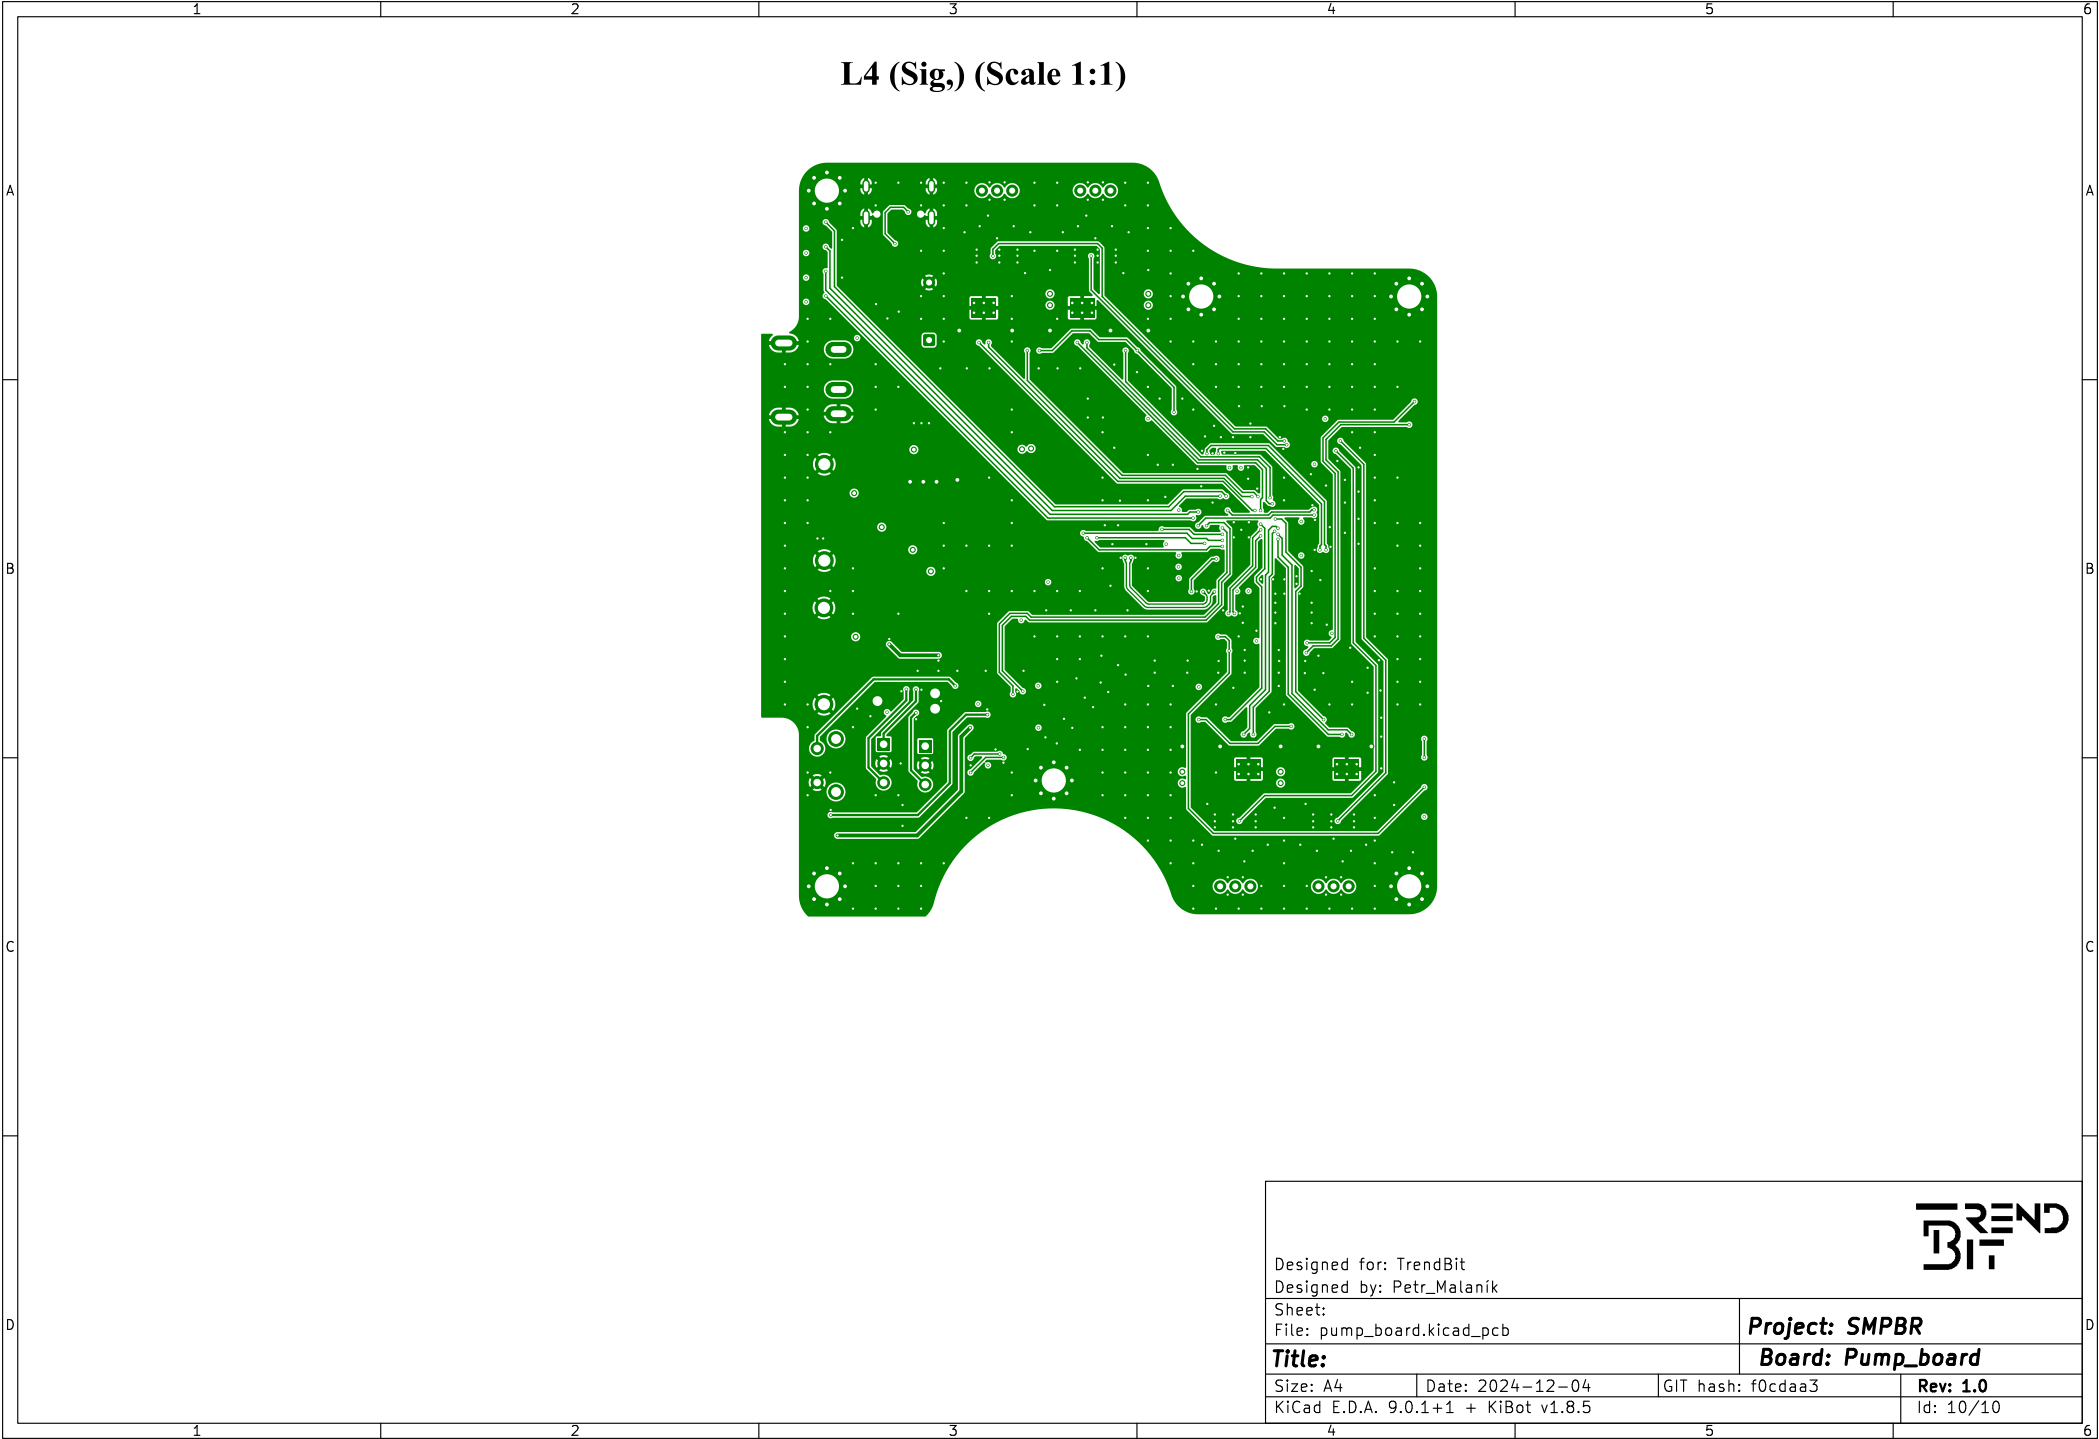 1 2 3 4 5 6
L4 (Sig,) (Scale 1:1)
A A
B B
C C
D D
TREND
BIT
Designed for: TrendBit
Designed by: Petr_Malaník
Sheet:
File: pump_board.kicad_pcb
Project: SMPBR
Title:
Board: Pump_board
Size: A4
Date: 2024-12-04
GIT hash: f0cdaa3
Rev: 1.0
KiCad E.D.A. 9.0.1+1 + KiBot v1.8.5
Id: 10/10
1 2 3 4 5 6